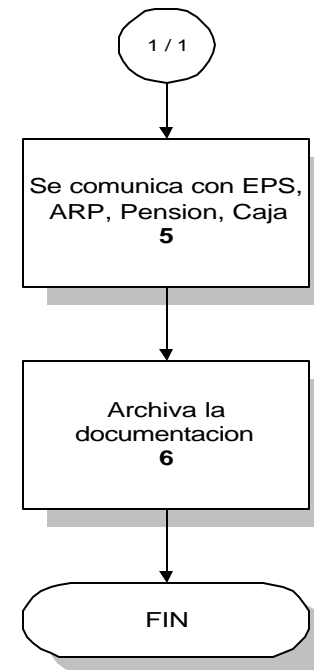 1 / 1
Se comunica con EPS,
ARP, Pension, Caja
5
Archiva la
documentacion
6
FIN